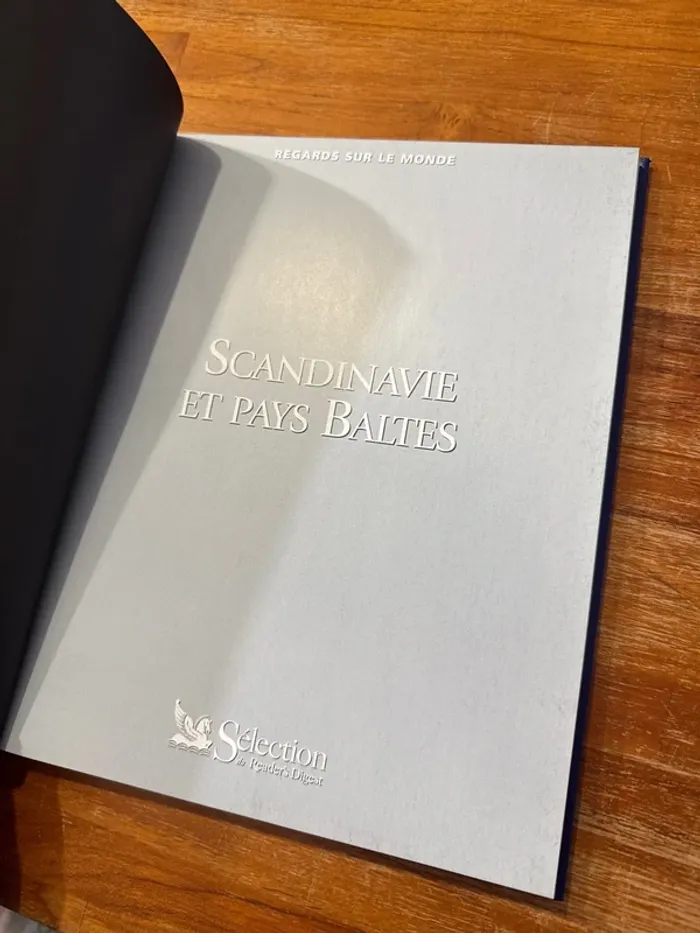 REGARDS SUR LE MONDE
SCANDINAVIE
ET PAYS BALTES
Sélection
du Reader's Digest